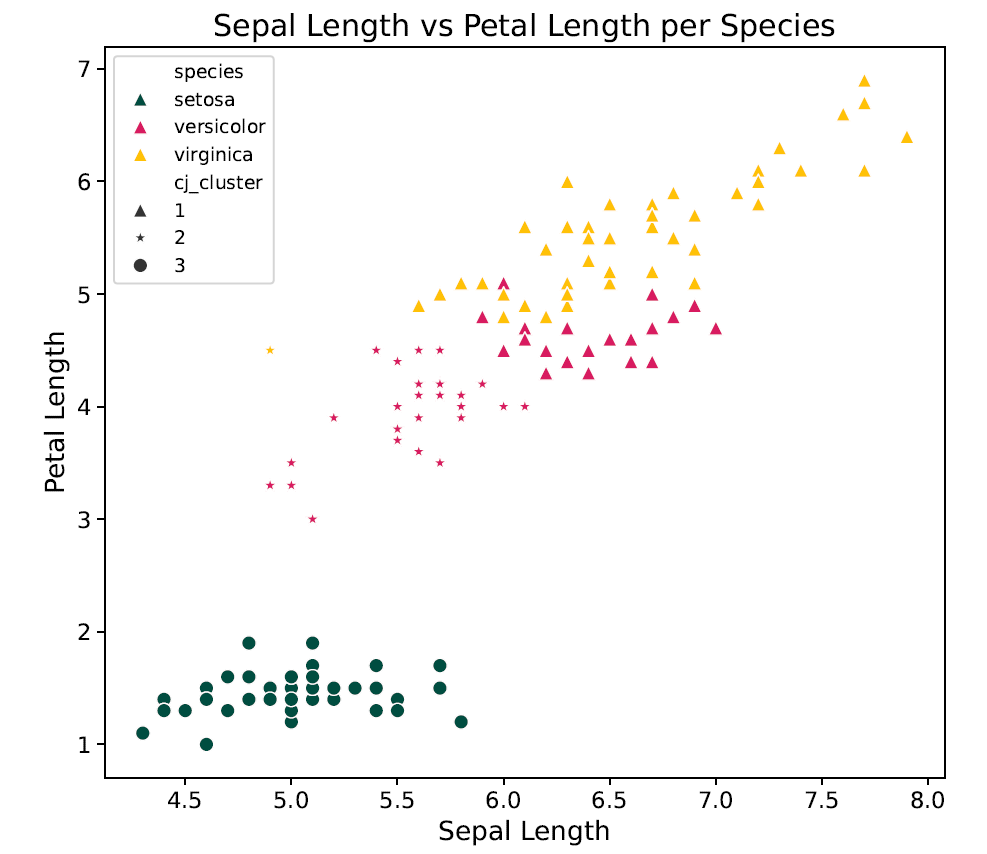 Sepal Length vs Petal Length per Species
species
setosa
versicolor
virginica
cj_cluster
1
2
3
Petal Length
7
6
5
4
3
2
1
4.5 5.0 5.5 6.0 6.5 7.0 7.5 8.0
Sepal Length